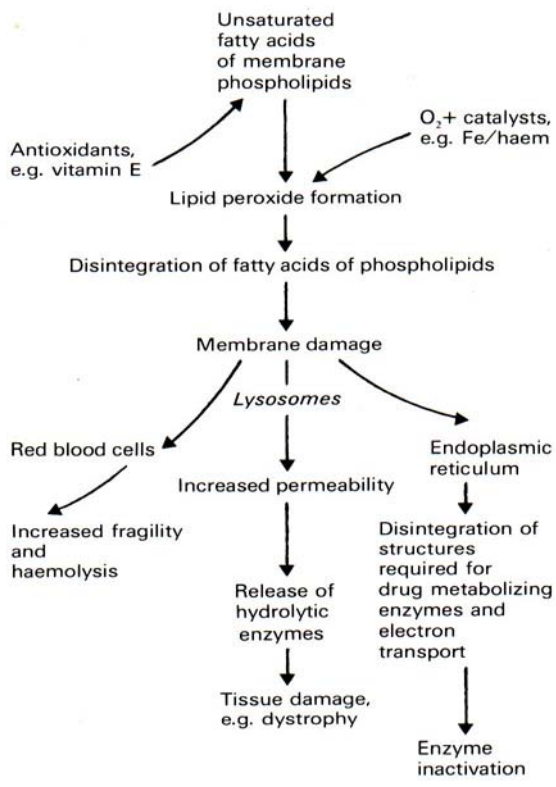 Unsaturated
fatty acids
of membrane
phospholipids
O₂+ catalysts,
e.g. Fe/haem
Antioxidants,
e.g. vitamin E
Lipid peroxide formation
Disintegration of fatty acids of phospholipids
Membrane damage
Lysosomes
Red blood cells
Increased fragility
and
haemolysis
Increased permeability
Release of
hydrolytic
enzymes
Tissue damage,
e.g. dystrophy
Endoplasmic
reticulum
Disintegration of
structures
required for
drug metabolizing
enzymes and
electron
transport
Enzyme
inactivation